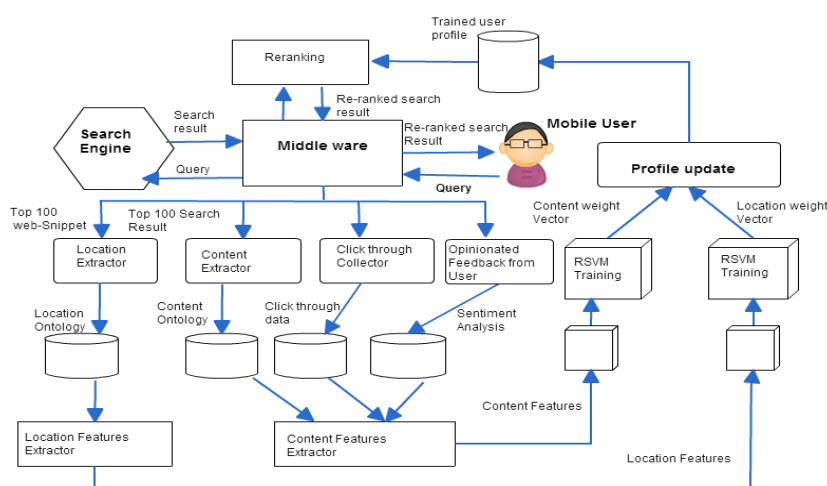 Trained user
profile
Reranking
Search
result
Re-ranked search
result
Search
Engine
Middle ware
Re-ranked search
Result
Mobile User
Query
Query
Profile update
Content weight
Vector
Location weight
Vector
Top 100
web-Snippet
Top 100 Search
Result
Location
Extractor
Content
Extractor
Click through
Collector
Opinionated
Feedback from
User
RSVM
Training
RSVM
Training
Location
Ontology
Content
Ontology
Click through
data
Sentiment
Analysis
Content Features
Location Features
Extractor
Content Features
Extractor
Location Features